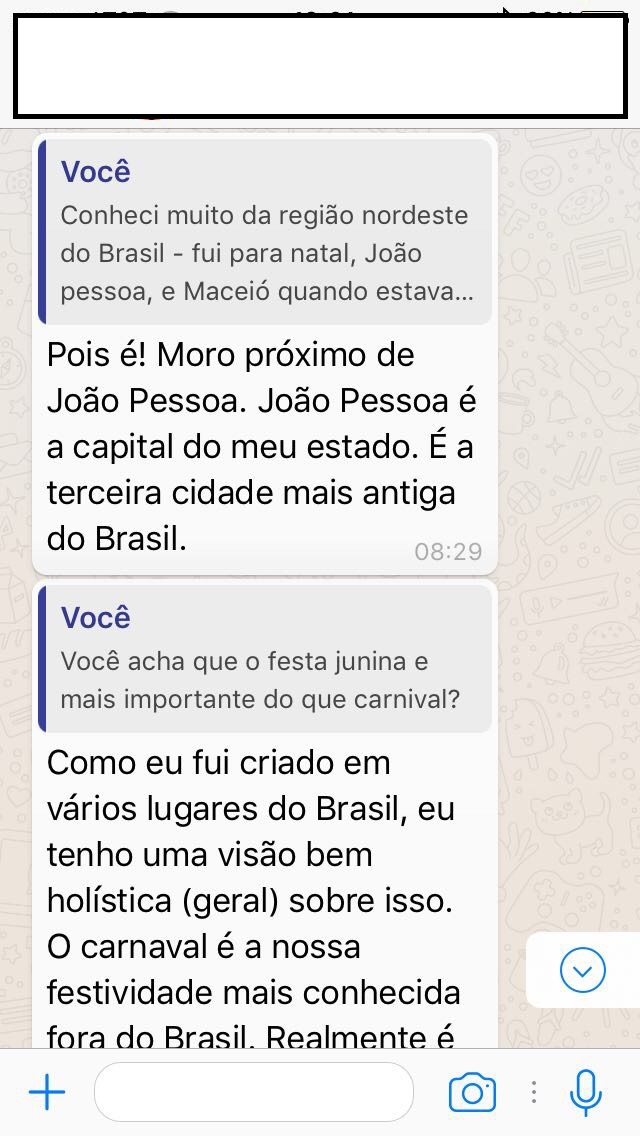 Você
Conheci muito da região nordeste
do Brasil - fui para natal, João
pessoa, e Maceió quando estava...
Pois é! Moro próximo de
João Pessoa. João Pessoa é
a capital do meu estado. É a
terceira cidade mais antiga
do Brasil.
08:29
Você
Você acha que o festa junina e
mais importante do que carnival?
Como eu fui criado em
vários lugares do Brasil, eu
tenho uma visão bem
holística (geral) sobre isso.
O carnaval é a nossa
festividade mais conhecida
fora do Brasil. Realmente é